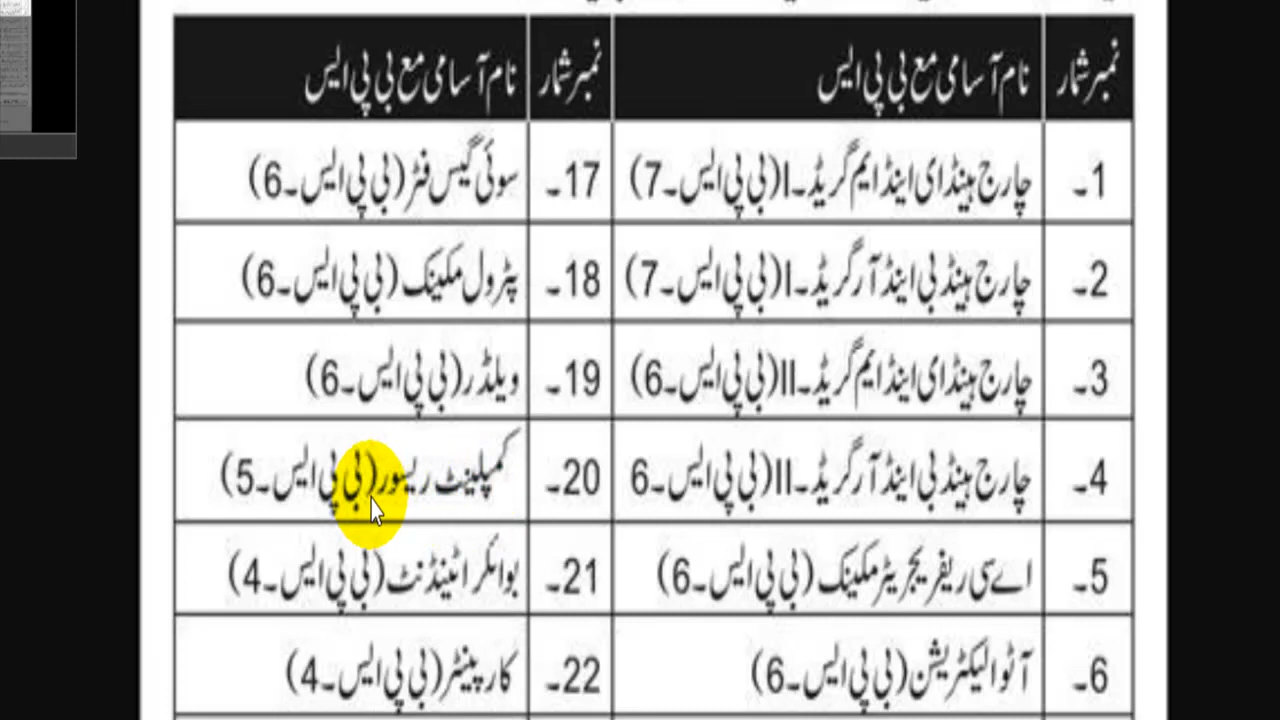 نمبر شمار نام آسامی مع بی پی ایس نمبر شمار نام آسامی مع بی پی ایس
1۔ چارج ہینڈ ای اینڈ ایم گریڈ۔I(بی پی ایس۔7) 17۔ سوئی گیس فٹر (بی پی ایس۔6)
2۔ چارج ہینڈ بی اینڈ آر گریڈ۔I(بی پی ایس۔7) 18۔ پٹرول مکینک (بی پی ایس۔6)
3۔ چارج ہینڈ ای اینڈ ایم گریڈ۔II(بی پی ایس۔6) 19۔ ویلڈر(بی پی ایس۔6)
4۔ چارج ہینڈ بی اینڈ آر گریڈ۔II(بی پی ایس۔6 20۔ کمپلینٹ ریسور(بی پی ایس۔5)
5۔ اے سی ریفریجریٹر مکینک (بی پی ایس۔6) 21۔ بوائلر اٹینڈنٹ (بی پی ایس۔4)
6۔ آٹو الیکٹریشن (بی پی ایس۔6) 22۔ کارپینٹر (بی پی ایس۔4)